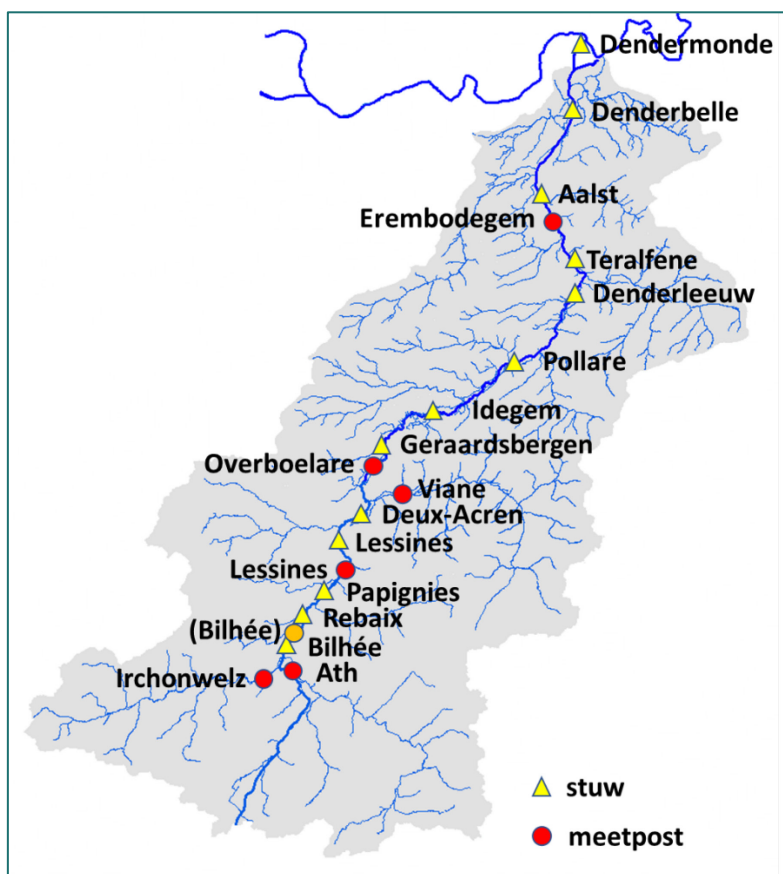 Dendermonde
Denderbelle
Aalst
Erembodegem
Teralfene
Denderleeuw
Pollare
Idegem
Geraardsbergen
Overboelare
Viane
Deux-Acren
Lessines
Lessines
Papignies
Rebaix
(Bilhée)
Bilhée
Ath
Irchonwelz
stuw
meetpost